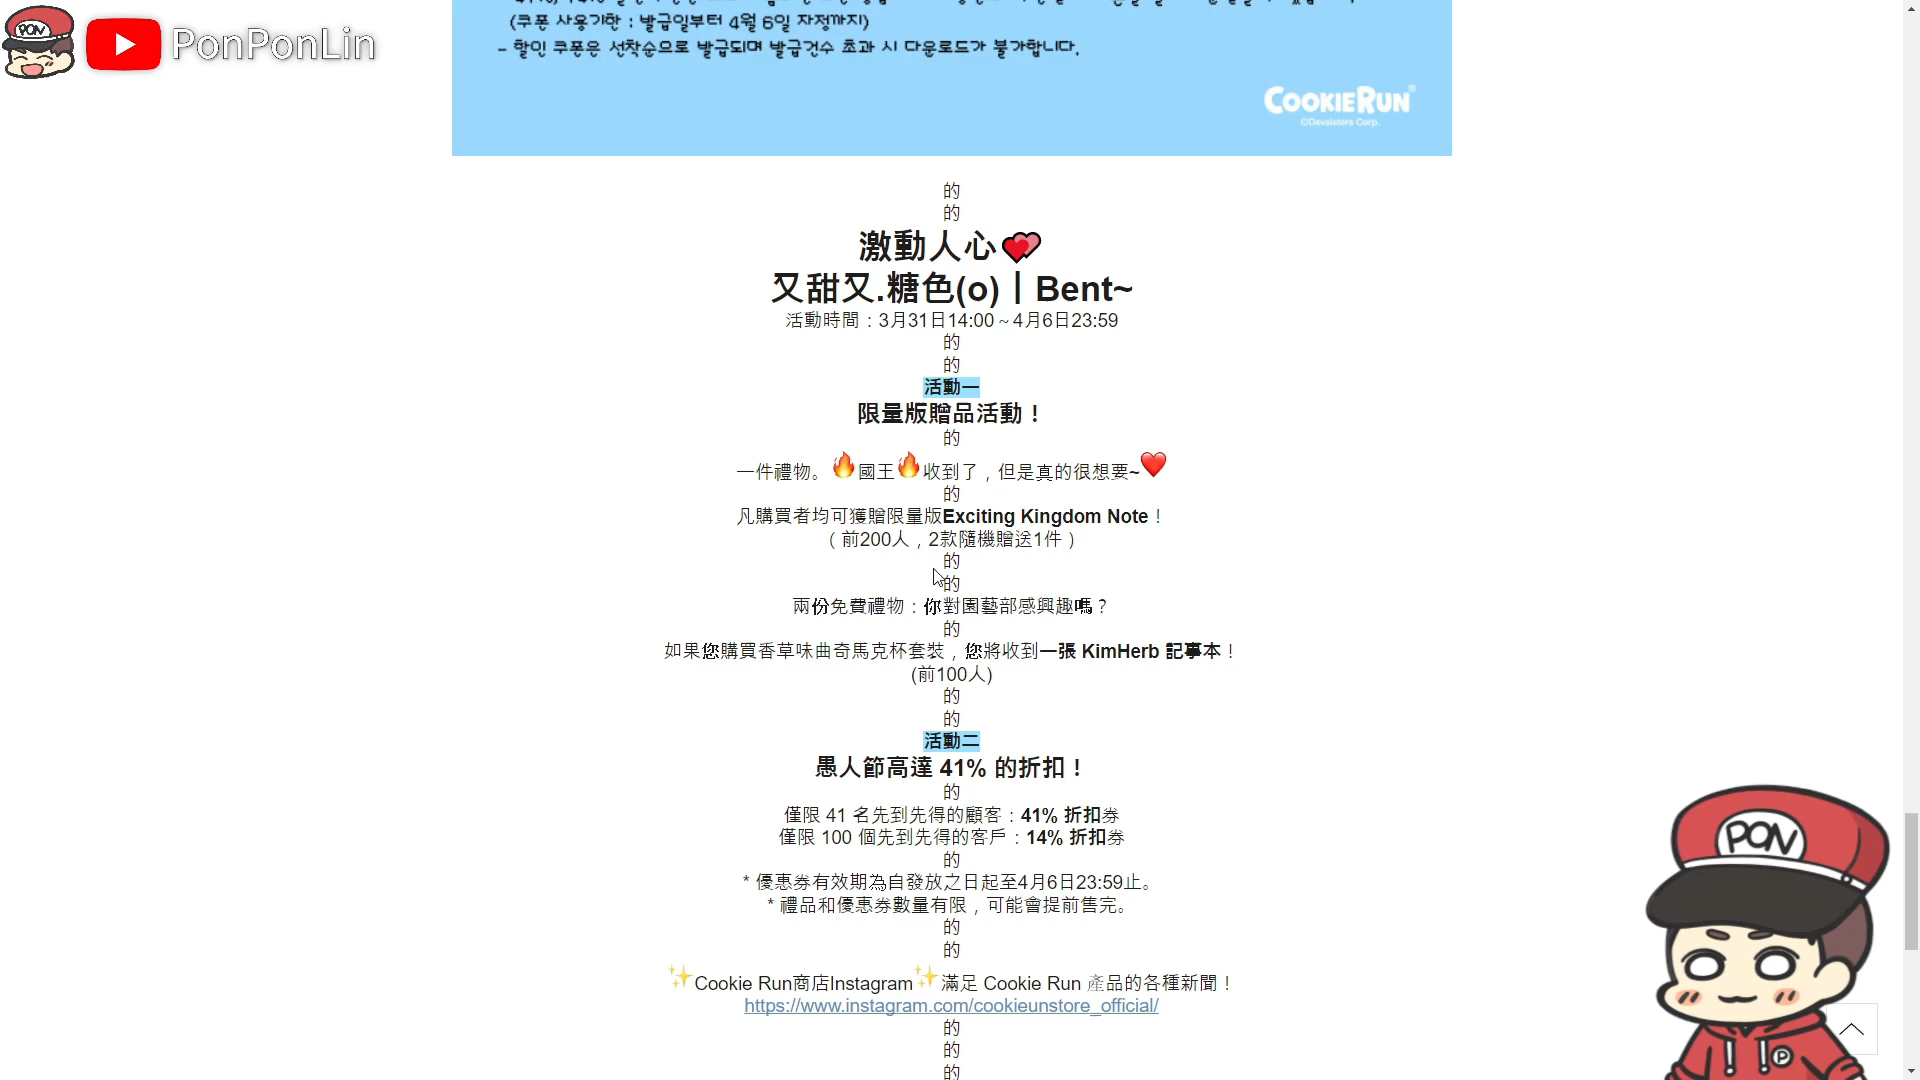 PON
PonPonLin
(쿠폰 사용기한 : 발급일부터 4월 6일 자정까지)
- 할인 쿠폰은 선착순으로 발급되며 발급건수 초과 시 다운로드가 불가합니다.
COOKIERUN®
©Devsisters Corp.
的
的
激動人心💕
又甜又.糖色(o)丨Bent~
活動時間：3月31日14:00～4月6日23:59
的
的
活動一
限量版贈品活動！
的
一件禮物。🔥國王🔥收到了，但是真的很想要~❤️
的
凡購買者均可獲贈限量版Exciting Kingdom Note！
（前200人，2款隨機贈送1件）
的
的
兩份免費禮物：你對園藝部感興趣嗎？
的
如果您購買香草味曲奇馬克杯套裝，您將收到一張 KimHerb 記事本！
(前100人)
的
的
活動二
愚人節高達 41% 的折扣！
的
僅限 41 名先到先得的顧客：41% 折扣券
僅限 100 個先到先得的客戶：14% 折扣券
的
* 優惠券有效期為自發放之日起至4月6日23:59止。
* 禮品和優惠券數量有限，可能會提前售完。
的
的
✨Cookie Run商店Instagram✨滿足 Cookie Run 產品的各種新聞！
https://www.instagram.com/cookieunstore_official/
的
的
的
PON
P